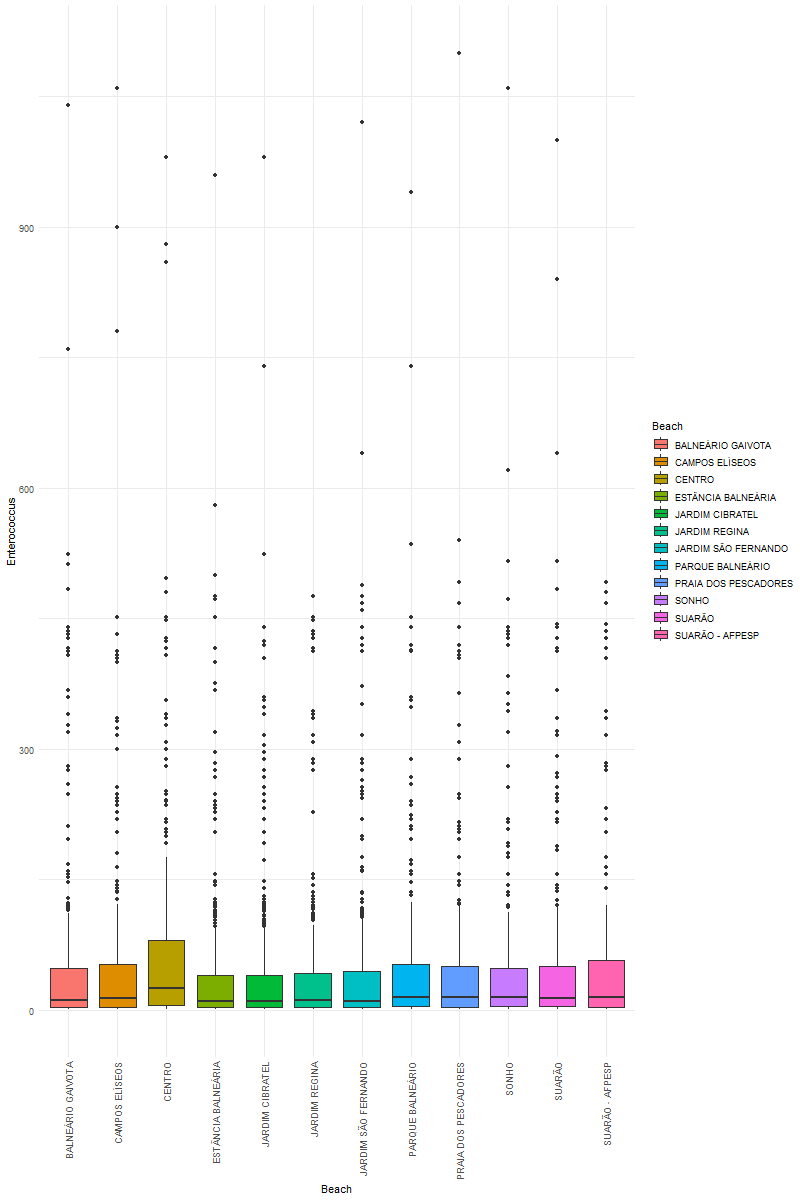 900
600
300
0
Enterococcus
BALNEÁRIO GAIVOTA
CAMPOS ELÍSEOS
CENTRO
ESTÂNCIA BALNEÁRIA
JARDIM CIBRATEL
JARDIM REGINA
JARDIM SÃO FERNANDO
PARQUE BALNEÁRIO
PRAIA DOS PESCADORES
SONHO
SUARÃO
SUARÃO - AFPESP
Beach
Beach
BALNEÁRIO GAIVOTA
CAMPOS ELÍSEOS
CENTRO
ESTÂNCIA BALNEÁRIA
JARDIM CIBRATEL
JARDIM REGINA
JARDIM SÃO FERNANDO
PARQUE BALNEÁRIO
PRAIA DOS PESCADORES
SONHO
SUARÃO
SUARÃO - AFPESP